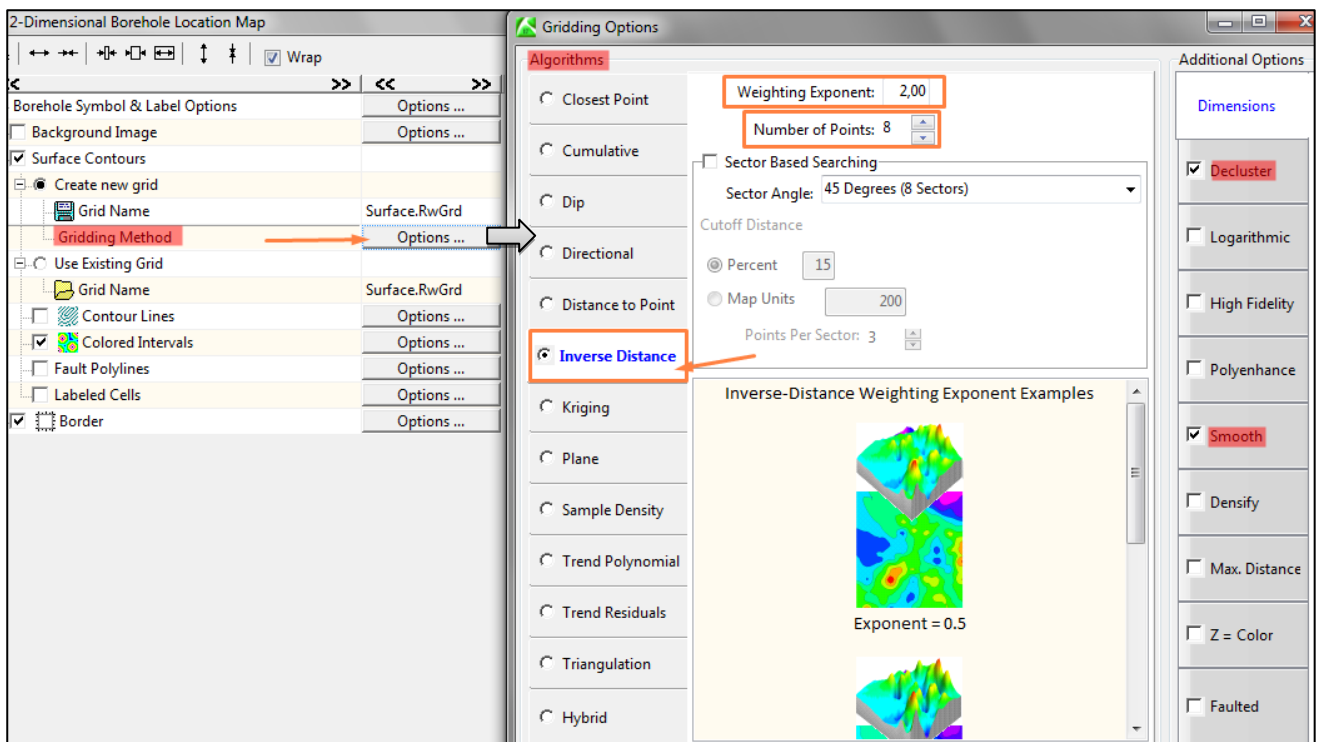 2-Dimensional Borehole Location Map
Wrap
<< >> << >>
Borehole Symbol & Label Options Options ...
Background Image Options ...
Surface Contours
Create new grid
Grid Name Surface.RwGrd
Gridding Method Options ...
Use Existing Grid
Grid Name Surface.RwGrd
Contour Lines Options ...
Colored Intervals Options ...
Fault Polylines Options ...
Labeled Cells Options ...
Border Options ...
Gridding Options
Algorithms
Closest Point
Cumulative
Dip
Directional
Distance to Point
Inverse Distance
Kriging
Plane
Sample Density
Trend Polynomial
Trend Residuals
Triangulation
Hybrid
Weighting Exponent: 2,00
Number of Points: 8
Sector Based Searching
Sector Angle: 45 Degrees (8 Sectors)
Cutoff Distance
Percent 15
Map Units 200
Points Per Sector: 3
Inverse-Distance Weighting Exponent Examples
Exponent = 0.5
Additional Options
Dimensions
Decluster
Logarithmic
High Fidelity
Polyenhance
Smooth
Densify
Max. Distance
Z = Color
Faulted